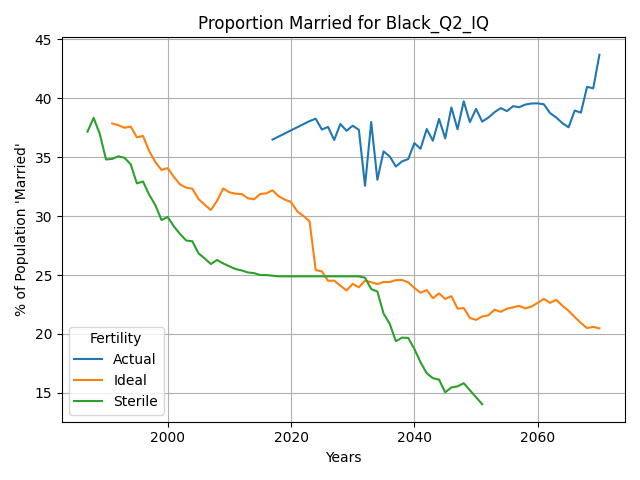 Proportion Married for Black_Q2_IQ
% of Population 'Married'
45
40
35
30
25
20
15
Fertility
Actual
Ideal
Sterile
2000 2020 2040 2060
Years